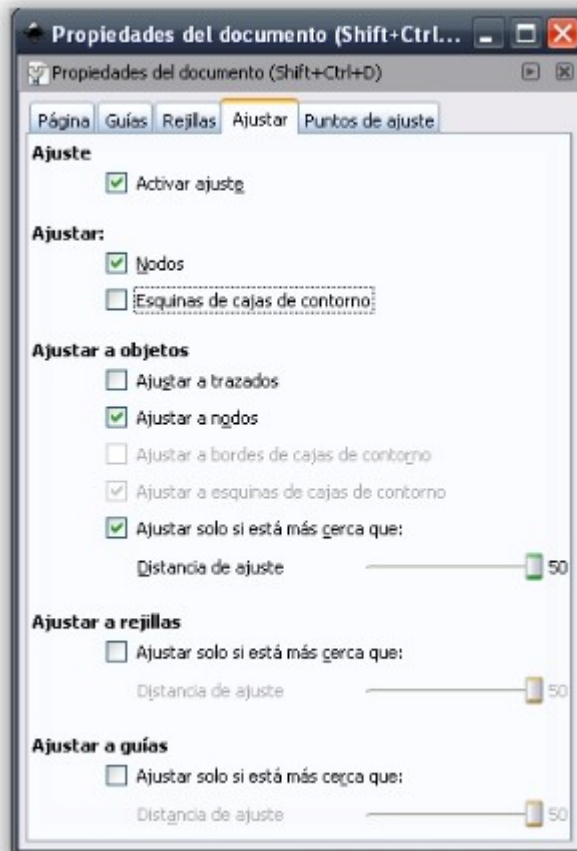 Propiedades del documento (Shift+Ctrl...
Propiedades del documento (Shift+Ctrl+D)
Página Guías Rejillas Ajustar Puntos de ajuste
Ajuste
Activar ajuste
Ajustar:
Nodos
Esquinas de cajas de contorno
Ajustar a objetos
Ajustar a trazados
Ajustar a nodos
Ajustar a bordes de cajas de contorno
Ajustar a esquinas de cajas de contorno
Ajustar solo si está más cerca que:
Distancia de ajuste 50
Ajustar a rejillas
Ajustar solo si está más cerca que:
Distancia de ajuste 50
Ajustar a guías
Ajustar solo si está más cerca que:
Distancia de ajuste 50